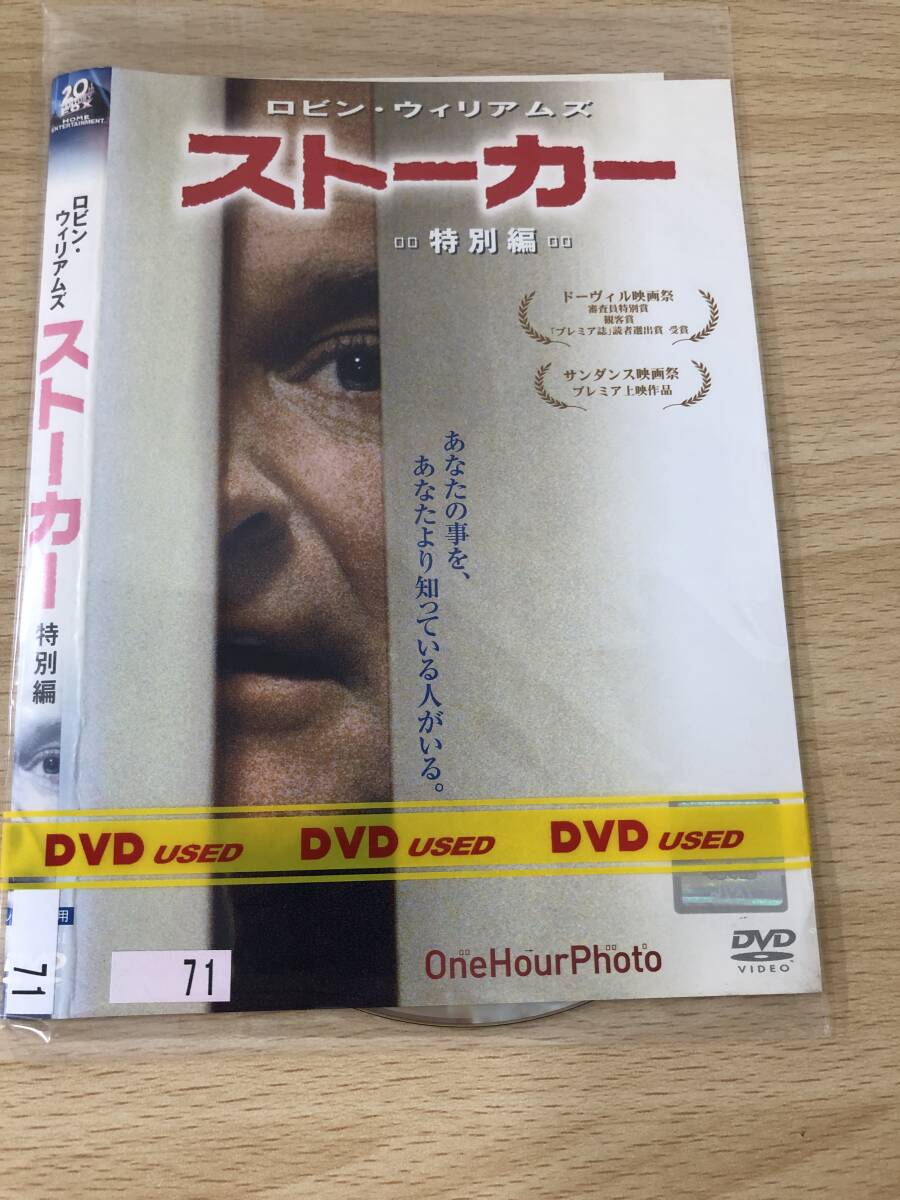 20th
CENTURY
FOX
HOME
ENTERTAINMENT
ロビン・
ウィリアムズ
ストーカー
特別編
用
71
ロビン・ウィリアムズ
ストーカー
特別編
ドーヴィル映画祭
審査員特別賞
観客賞
「プレミア誌」読者選出賞 受賞
サンダンス映画祭
プレミア上映作品
あなたの事を、
あなたより知っている人がいる。
DVD USED DVD USED DVD USED
OneHourPhoto
DVD
VIDEO
71